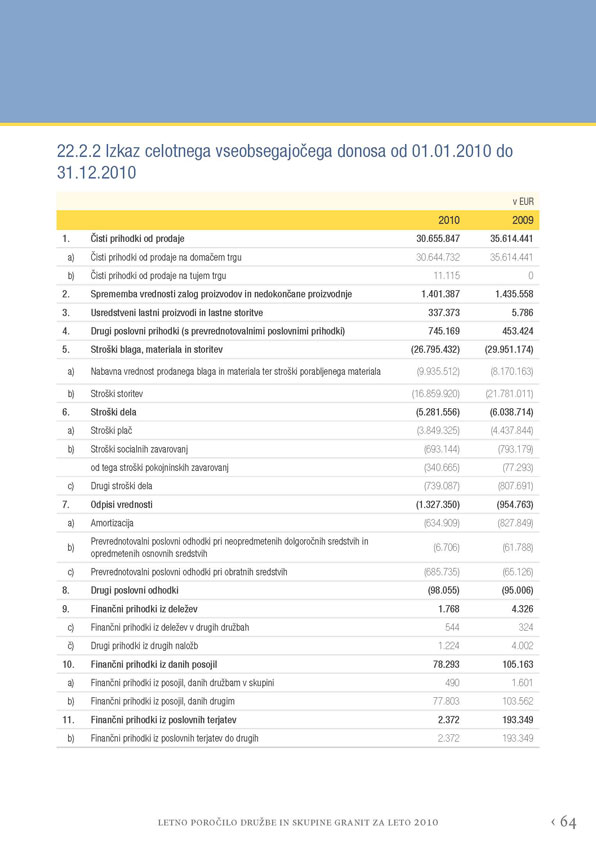 22.2.2 Izkaz celotnega vseobsegajočega donosa od 01.01.2010 do
31.12.2010
v EUR
2010 2009
1. Čisti prihodki od prodaje 30.655.847 35.614.441
a) Čisti prihodki od prodaje na domačem trgu 30.644.732 35.614.441
b) Čisti prihodki od prodaje na tujem trgu 11.115 0
2. Sprememba vrednosti zalog proizvodov in nedokončane proizvodnje 1.401.387 1.435.558
3. Usredstveni lastni proizvodi in lastne storitve 337.373 5.786
4. Drugi poslovni prihodki (s prevrednotovalnimi poslovnimi prihodki) 745.169 453.424
5. Stroški blaga, materiala in storitev (26.795.432) (29.951.174)
a) Nabavna vrednost prodanega blaga in materiala ter stroški porabljenega materiala (9.935.512) (8.170.163)
b) Stroški storitev (16.859.920) (21.781.011)
6. Stroški dela (5.281.556) (6.038.714)
a) Stroški plač (3.849.325) (4.437.844)
b) Stroški socialnih zavarovanj (693.144) (793.179)
od tega stroški pokojninskih zavarovanj (340.665) (77.293)
c) Drugi stroški dela (739.087) (807.691)
7. Odpisi vrednosti (1.327.350) (954.763)
a) Amortizacija (634.909) (827.849)
b) Prevrednotovalni poslovni odhodki pri neopredmetenih dolgoročnih sredstvih in
opredmetenih osnovnih sredstvih (6.706) (61.788)
c) Prevrednotovalni poslovni odhodki pri obratnih sredstvih (685.735) (65.126)
8. Drugi poslovni odhodki (98.055) (95.006)
9. Finančni prihodki iz deležev 1.768 4.326
c) Finančni prihodki iz deležev v drugih družbah 544 324
č) Drugi prihodki iz drugih naložb 1.224 4.002
10. Finančni prihodki iz danih posojil 78.293 105.163
a) Finančni prihodki iz posojil, danih družbam v skupini 490 1.601
b) Finančni prihodki iz posojil, danih drugim 77.803 103.562
11. Finančni prihodki iz poslovnih terjatev 2.372 193.349
b) Finančni prihodki iz poslovnih terjatev do drugih 2.372 193.349
LETNO POROČILO DRUŽBE IN SKUPINE GRANIT ZA LETO 2010 ‹ 64